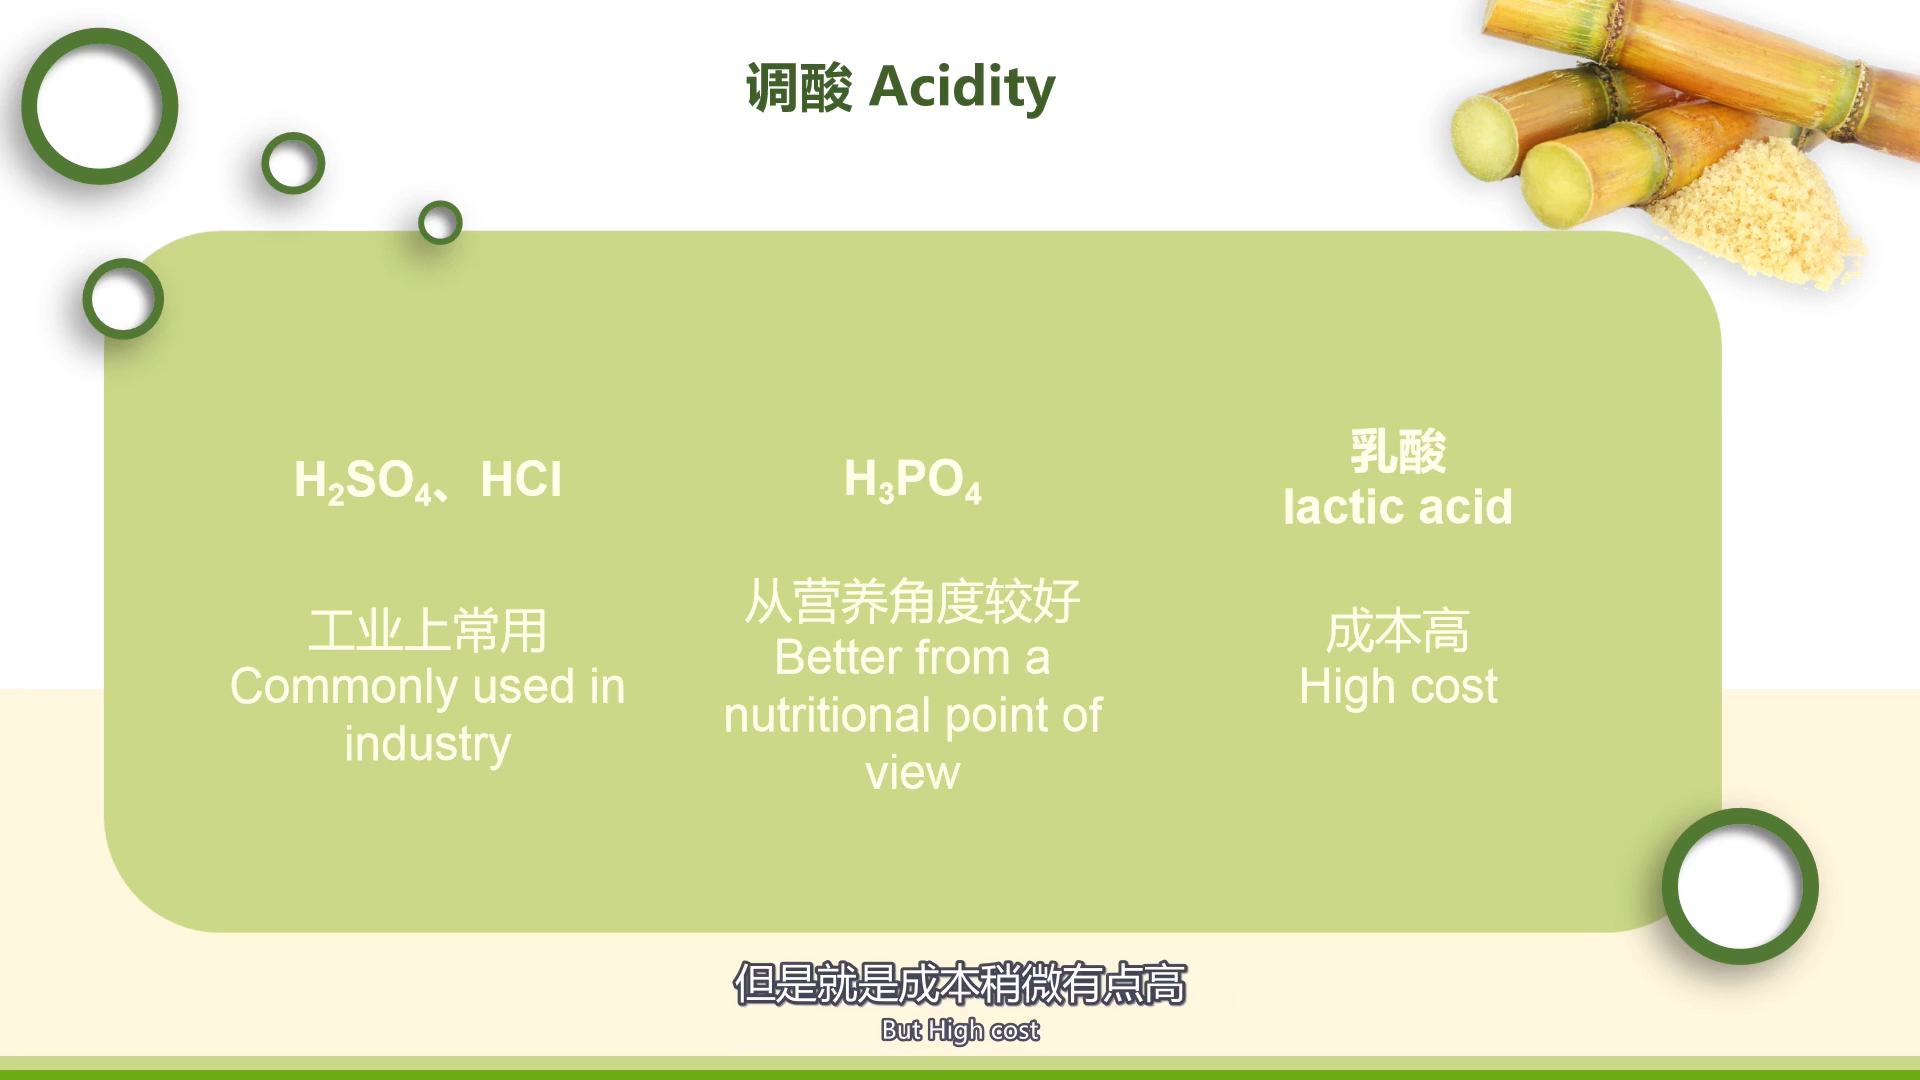 调酸 Acidity
H₂SO₄、HCl
工业上常用
Commonly used in
industry
H₃PO₄
从营养角度较好
Better from a
nutritional point of
view
乳酸
lactic acid
成本高
High cost
但是就是成本稍微有点高
But High cost